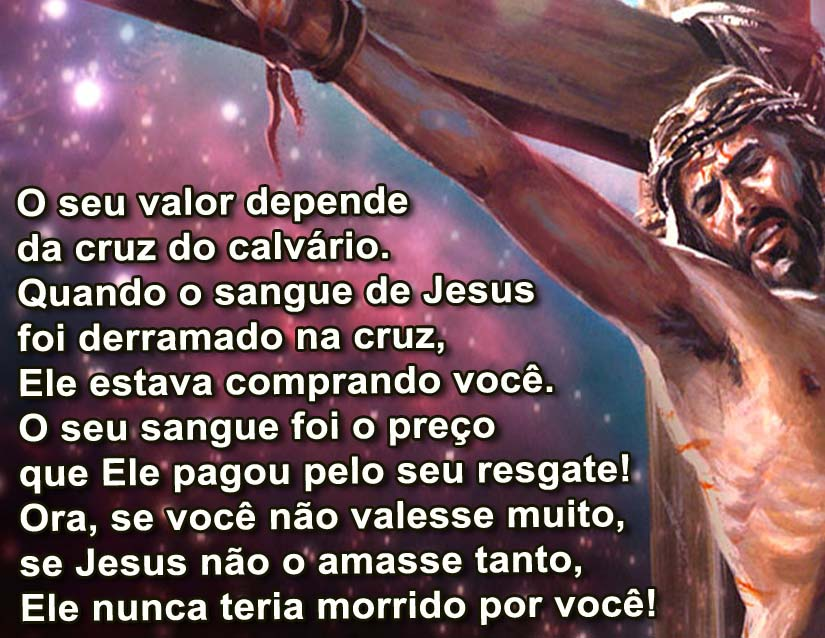 O seu valor depende
da cruz do calvário.
Quando o sangue de Jesus
foi derramado na cruz,
Ele estava comprando você.
O seu sangue foi o preço
que Ele pagou pelo seu resgate!
Ora, se você não valesse muito,
se Jesus não o amasse tanto,
Ele nunca teria morrido por você!